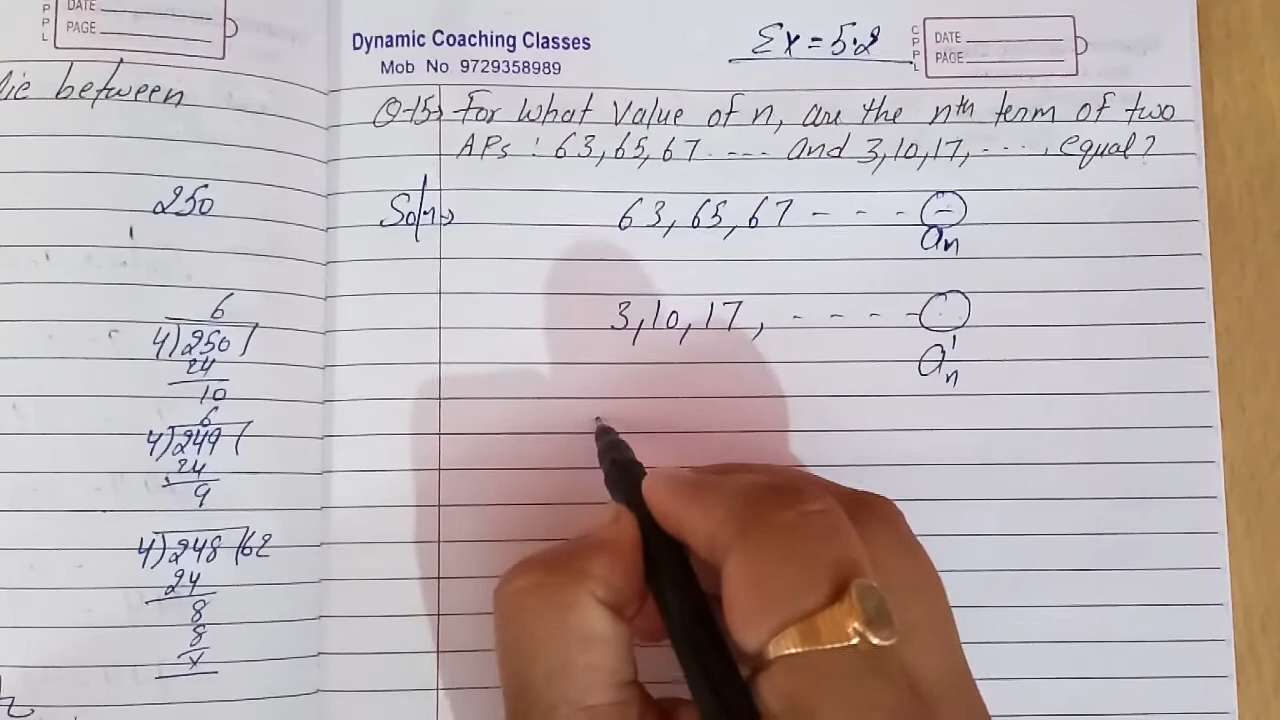 DATE
PAGE
lie between
250
6
4)250(
24
10
6
4)249(
24
9
4)248(62
24
8
8
x
Dynamic Coaching Classes
Mob No 9729358989
Ex = 5.2
CPPL
DATE
PAGE
Q-15 For what value of n, are the nth term of two
APs : 63, 65, 67 ---- and 3, 10, 17, ----, equal?
Soln
63, 65, 67 - - - -
an
3, 10, 17, - - - -
a'n